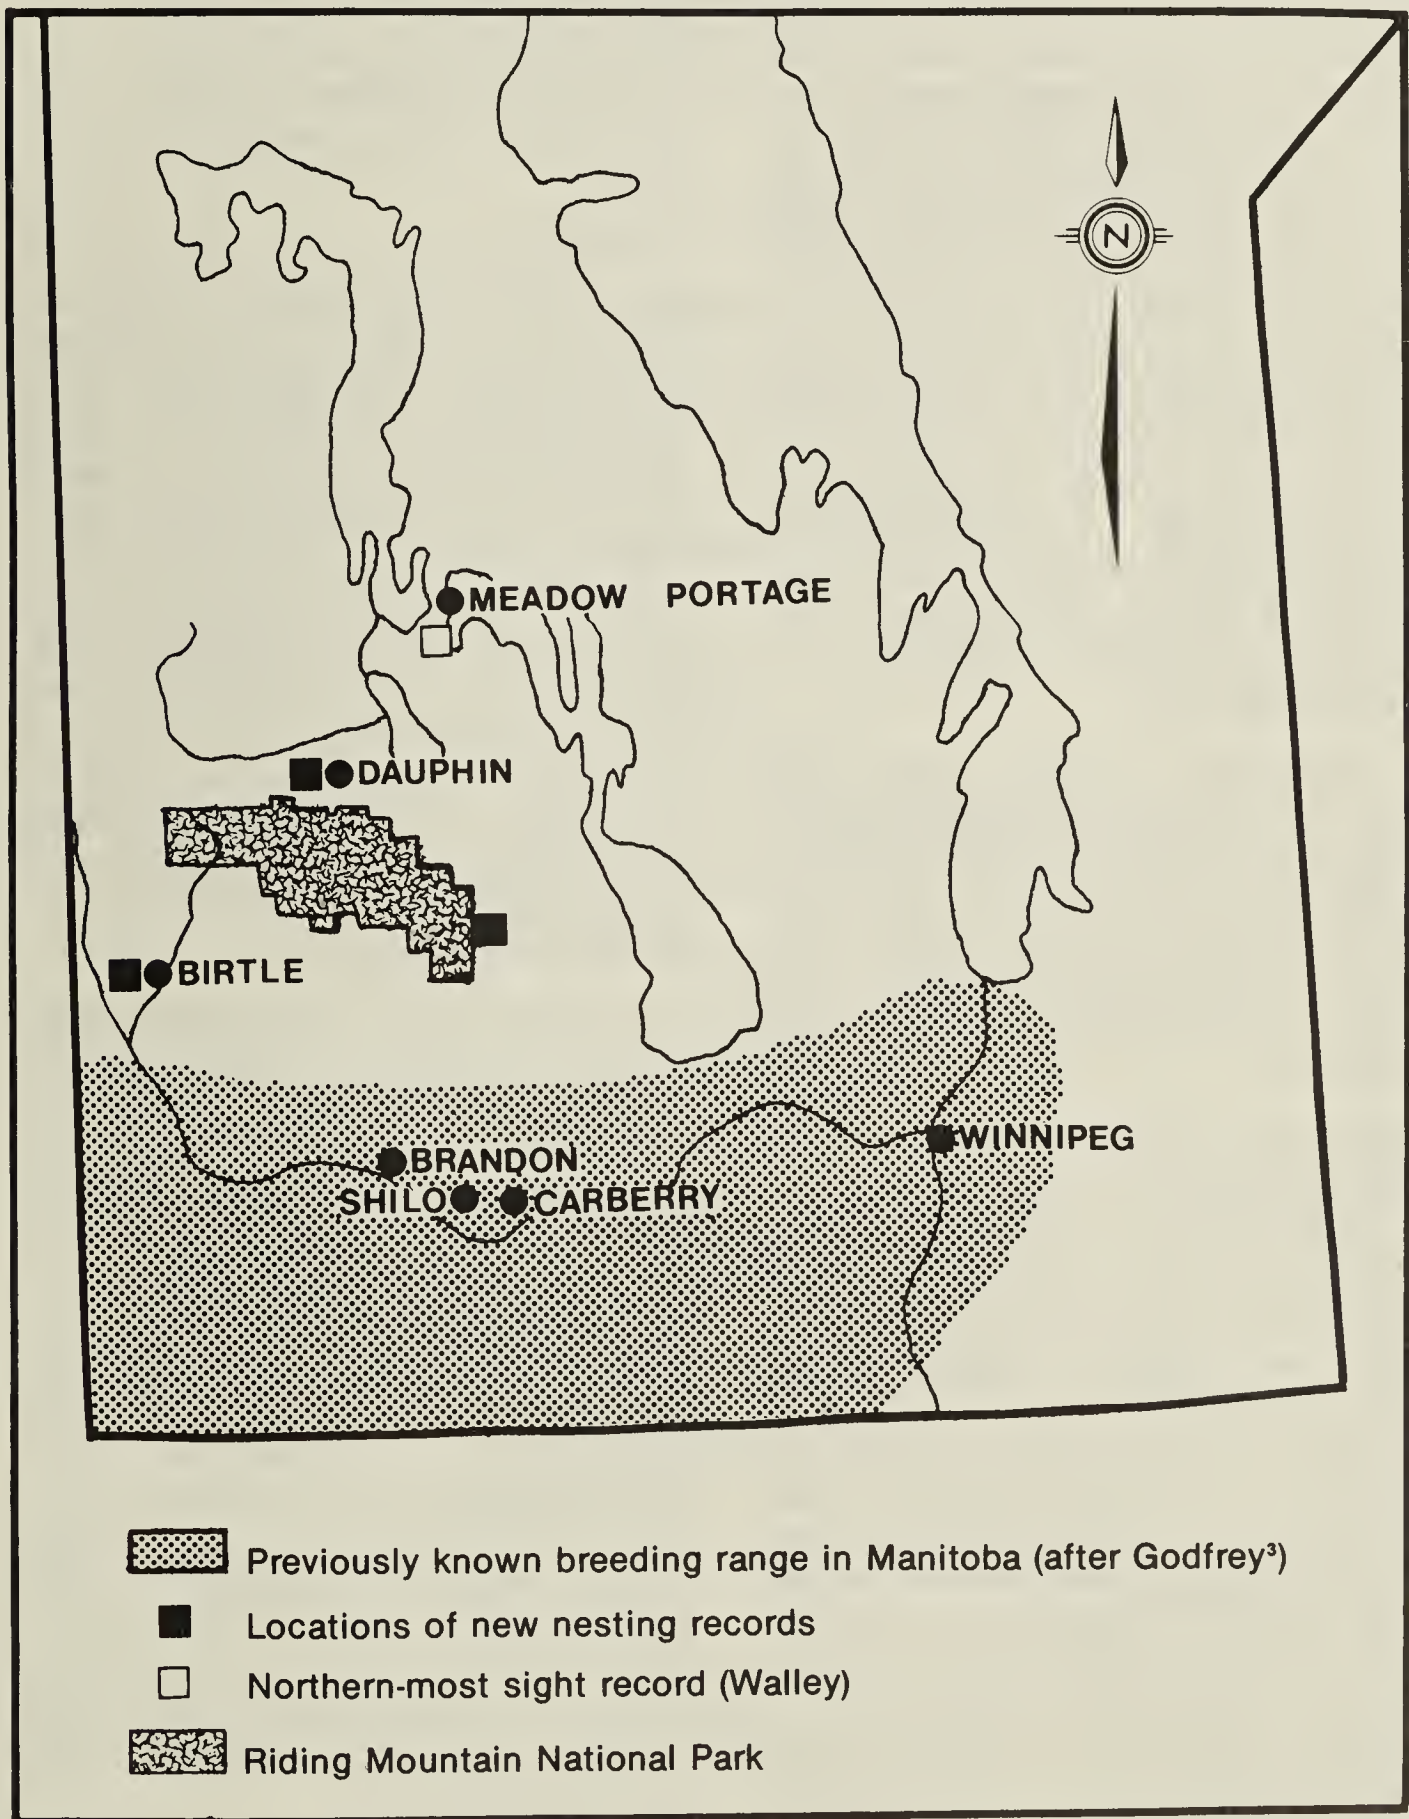 N
MEADOW PORTAGE
DAUPHIN
BIRTLE
WINNIPEG
BRANDON
SHILO CARBERRY
Previously known breeding range in Manitoba (after Godfrey³)
Locations of new nesting records
Northern-most sight record (Walley)
Riding Mountain National Park